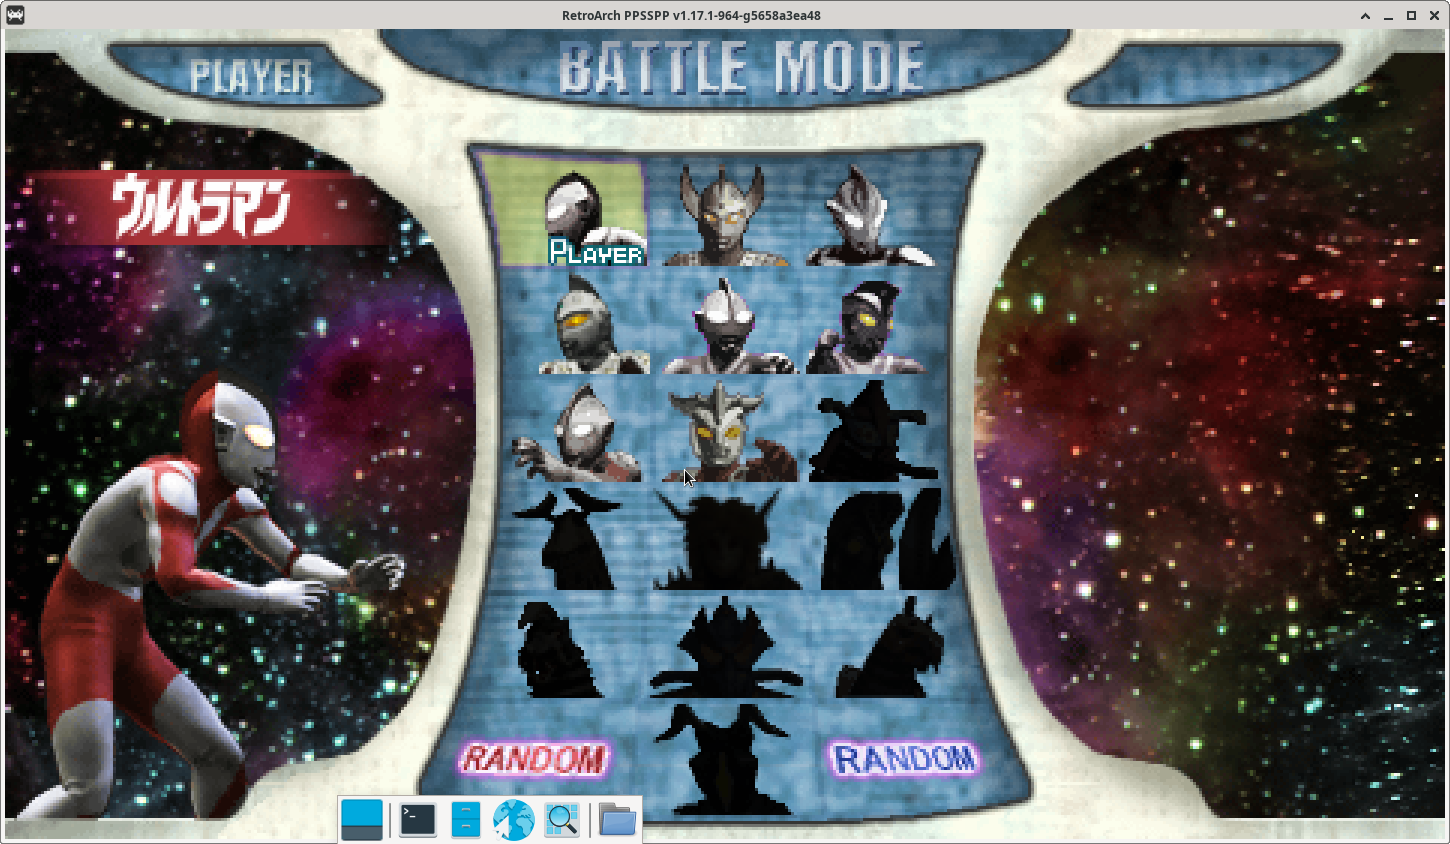 RetroArch PPSSPP v1.17.1-964-g5658a3ea48
PLAYER
BATTLE MODE
ウルトラマン
PLAYER
RANDOM
RANDOM